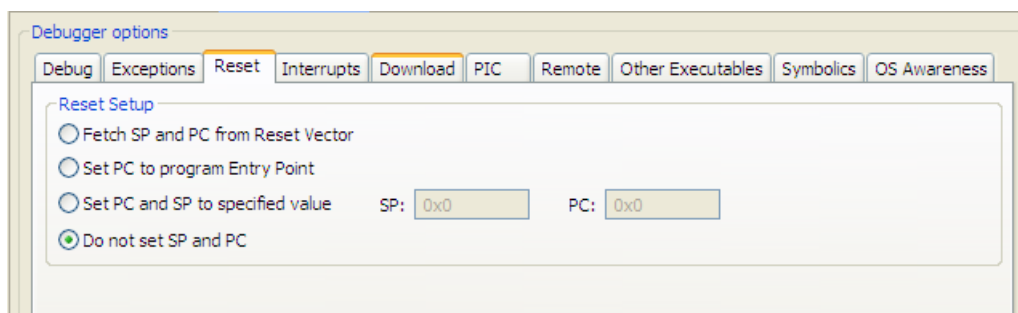 Debugger options
Debug Exceptions Reset Interrupts Download PIC Remote Other Executables Symbolics OS Awareness
Reset Setup
Fetch SP and PC from Reset Vector
Set PC to program Entry Point
Set PC and SP to specified value SP: 0x0 PC: 0x0
Do not set SP and PC